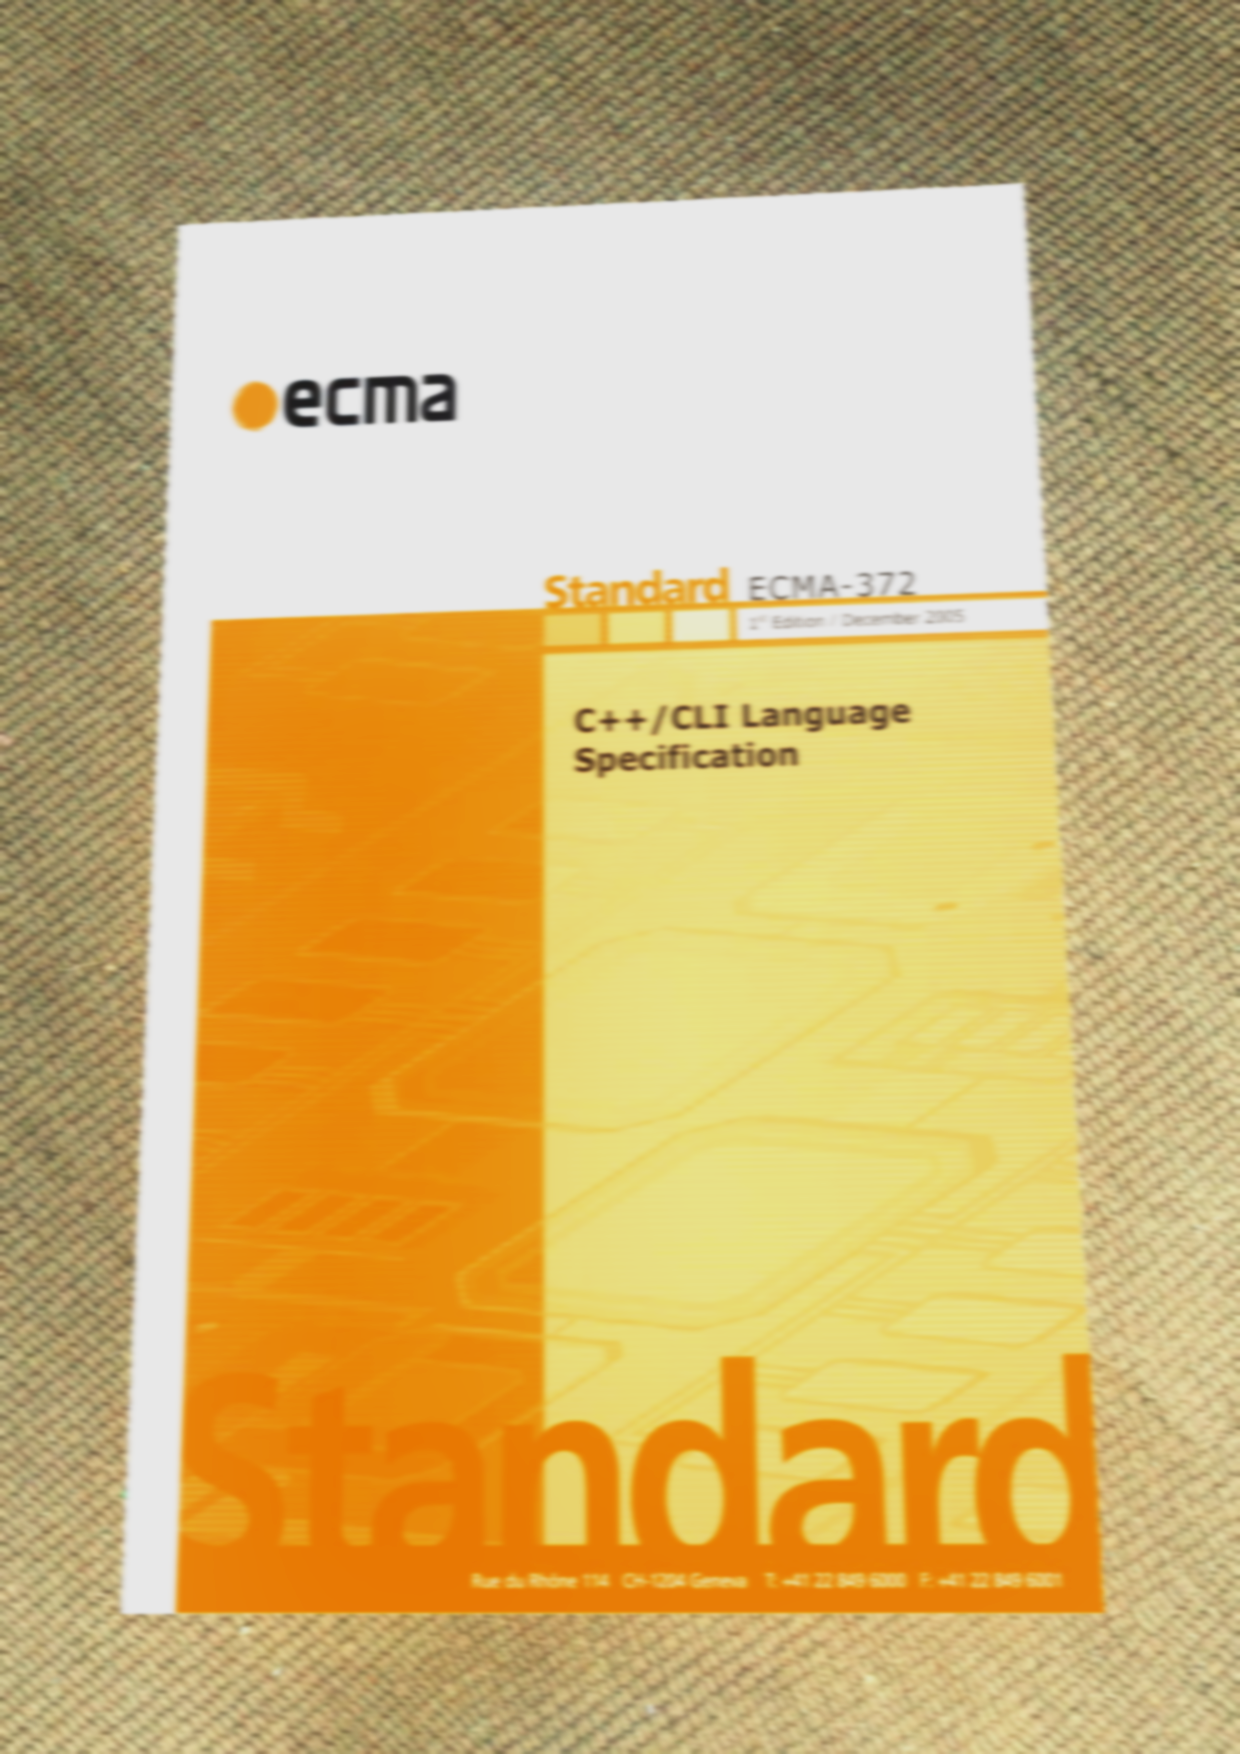 ecma
Standard ECMA-372
1st Edition / December 2005
C++/CLI Language
Specification
Standard
Rue du Rhône 114 CH-1204 Geneva T: +41 22 849 6000 F: +41 22 849 6001